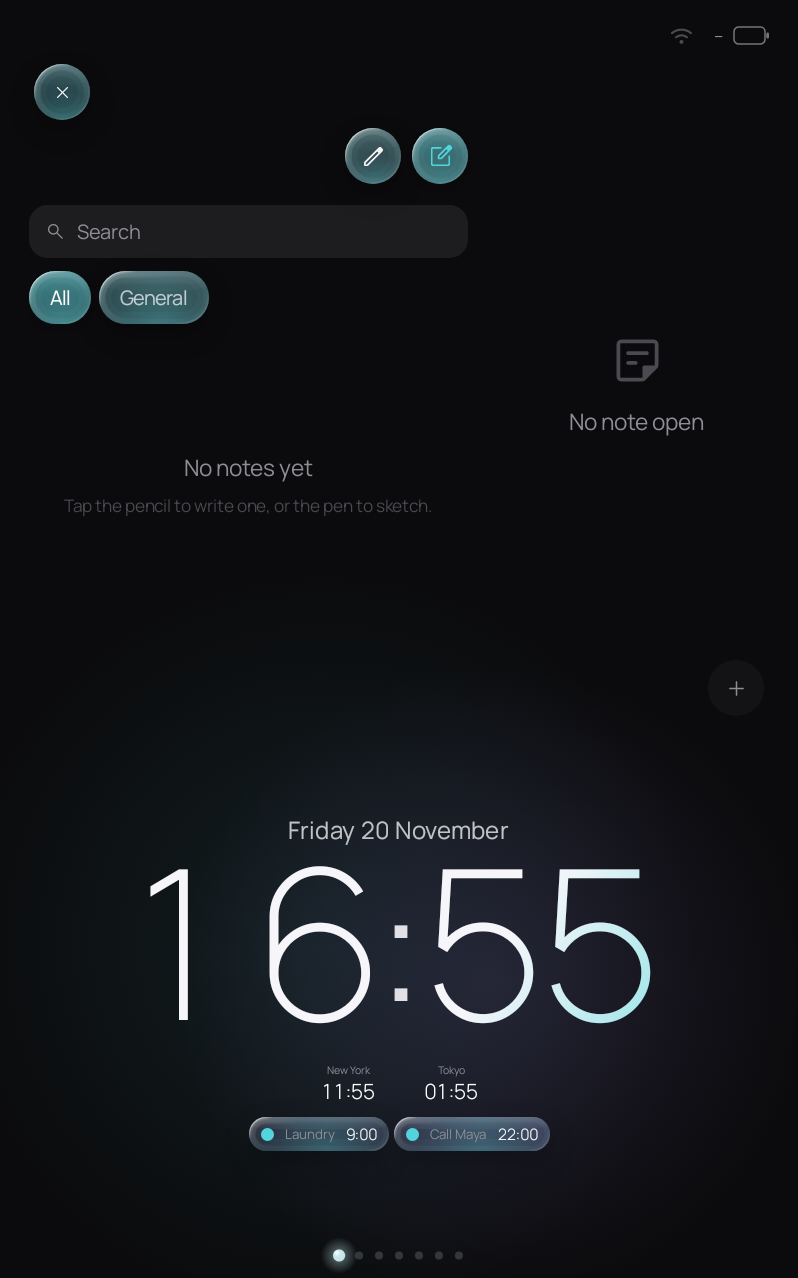 –
Search
All General
No note open
No notes yet
Tap the pencil to write one, or the pen to sketch.
Friday 20 November
16:55
New York Tokyo
11:55 01:55
Laundry 9:00 Call Maya 22:00